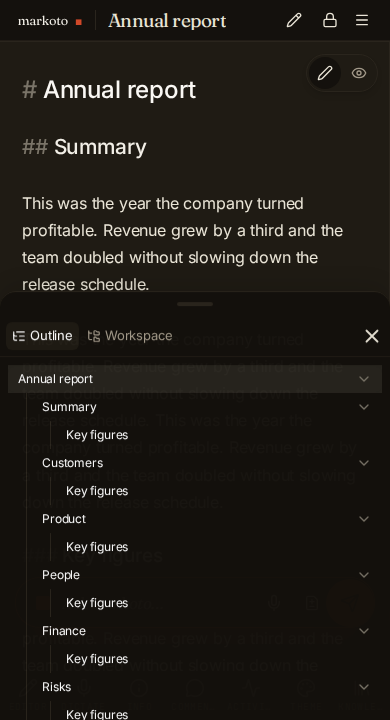 markoto
Annual report
# Annual report
## Summary
This was the year the company turned
profitable. Revenue grew by a third and the
team doubled without slowing down the
release schedule.
Outline
Workspace
Annual report
Summary
Key figures
Customers
Key figures
Product
Key figures
People
Key figures
Finance
Key figures
Risks
Key figures